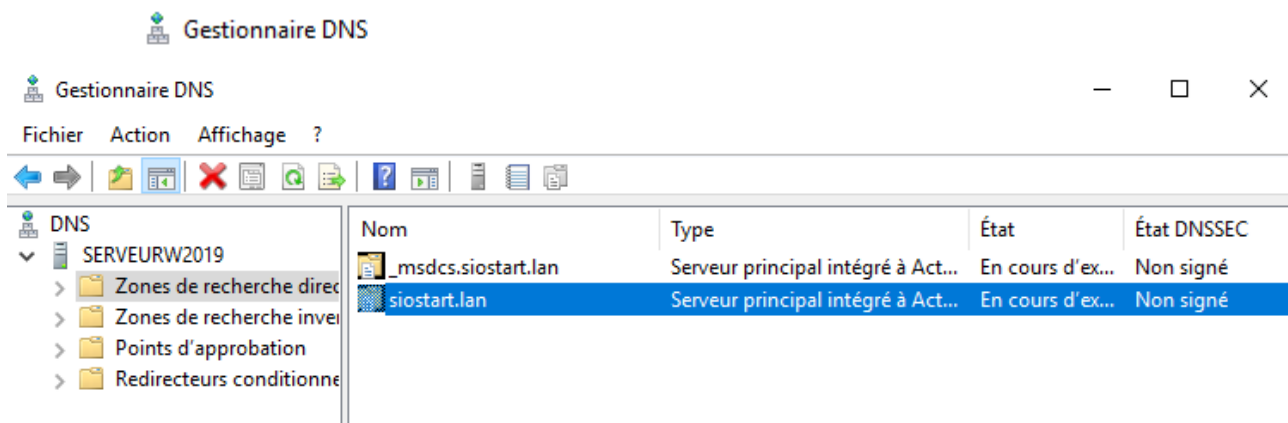 Gestionnaire DNS
Gestionnaire DNS
Fichier Action Affichage ?
DNS
SERVEURW2019
Zones de recherche direc
Zones de recherche inver
Points d'approbation
Redirecteurs conditionne
Nom Type État État DNSSEC
_msdcs.siostart.lan Serveur principal intégré à Act... En cours d'ex... Non signé
siostart.lan Serveur principal intégré à Act... En cours d'ex... Non signé